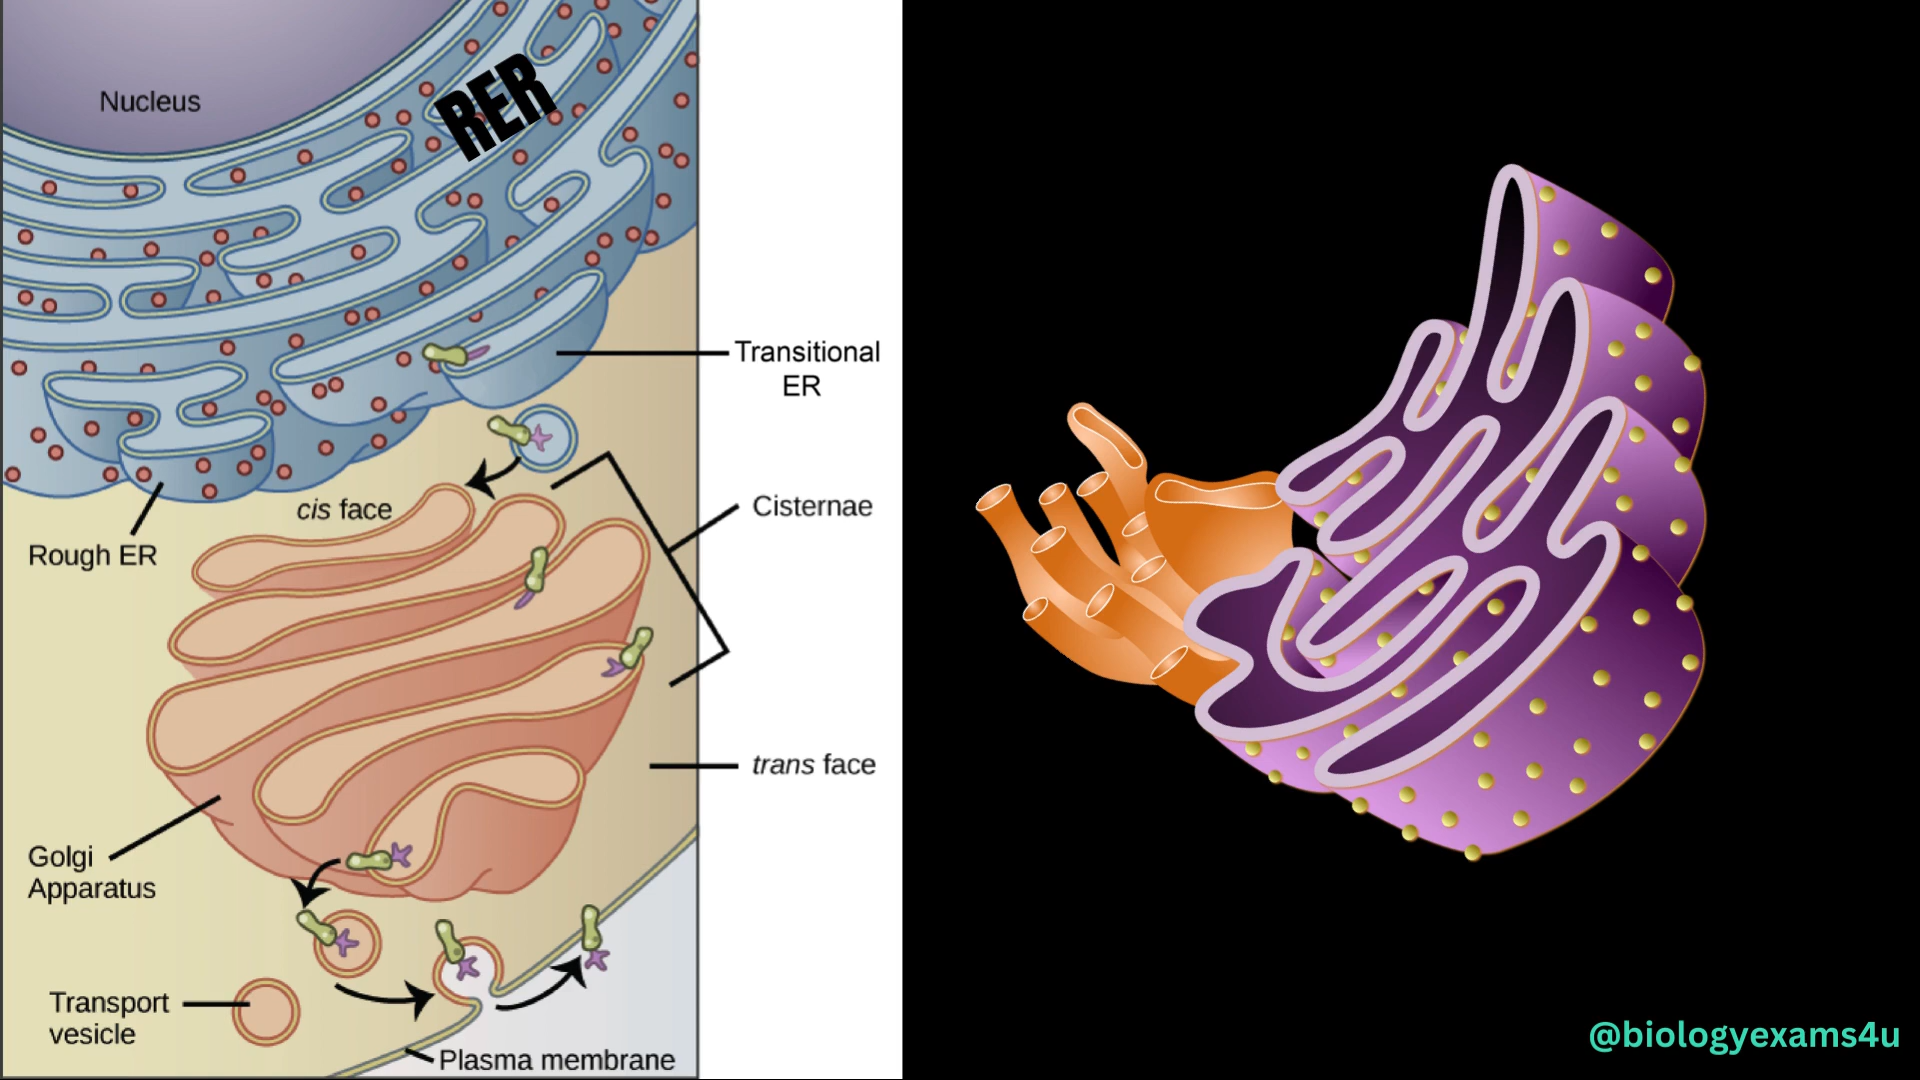 Nucleus
RER
Transitional
ER
Cisternae
cis face
Rough ER
trans face
Golgi
Apparatus
Transport
vesicle
Plasma membrane
@biologyexams4u